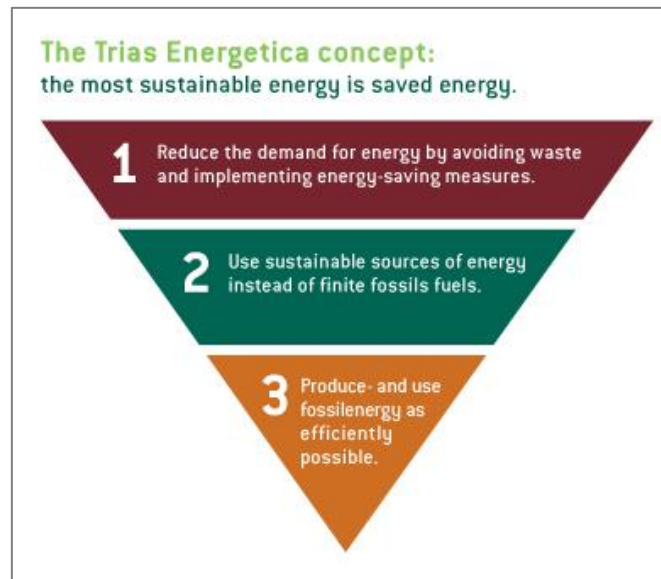 The Trias Energetica concept:
the most sustainable energy is saved energy.
1
Reduce the demand for energy by avoiding waste
and implementing energy-saving measures.
2
Use sustainable sources of energy
instead of finite fossils fuels.
3
Produce- and use
fossilenergy as
efficiently
possible.